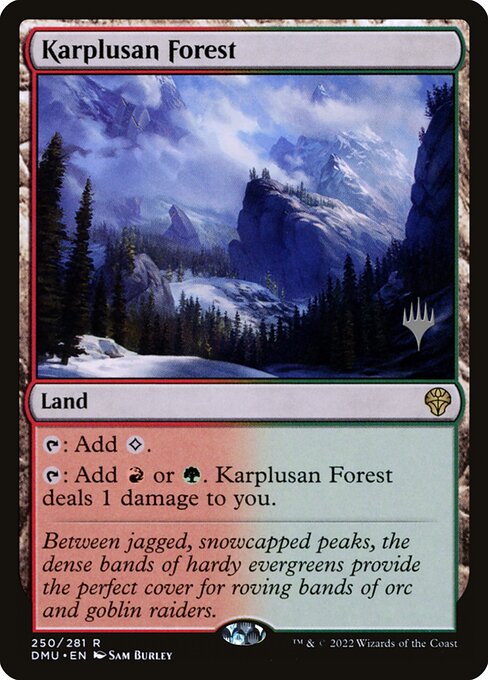 Karplusan Forest
Land
: Add .
: Add or . Karplusan Forest
deals 1 damage to you.
Between jagged, snowcapped peaks, the
dense bands of hardy evergreens provide
the perfect cover for roving bands of orc
and goblin raiders.
250/281 R
DMU • EN Sam Burley
™ & © 2022 Wizards of the Coast